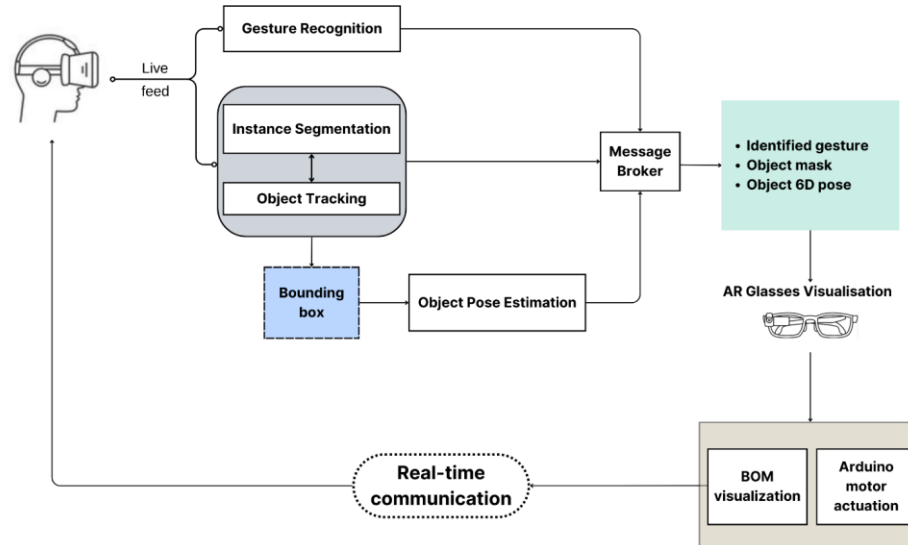 Gesture Recognition
Live
feed
Instance Segmentation
Object Tracking
Message
Broker
• Identified gesture
• Object mask
• Object 6D pose
Bounding
box
Object Pose Estimation
AR Glasses Visualisation
Real-time
communication
BOM
visualization
Arduino
motor
actuation